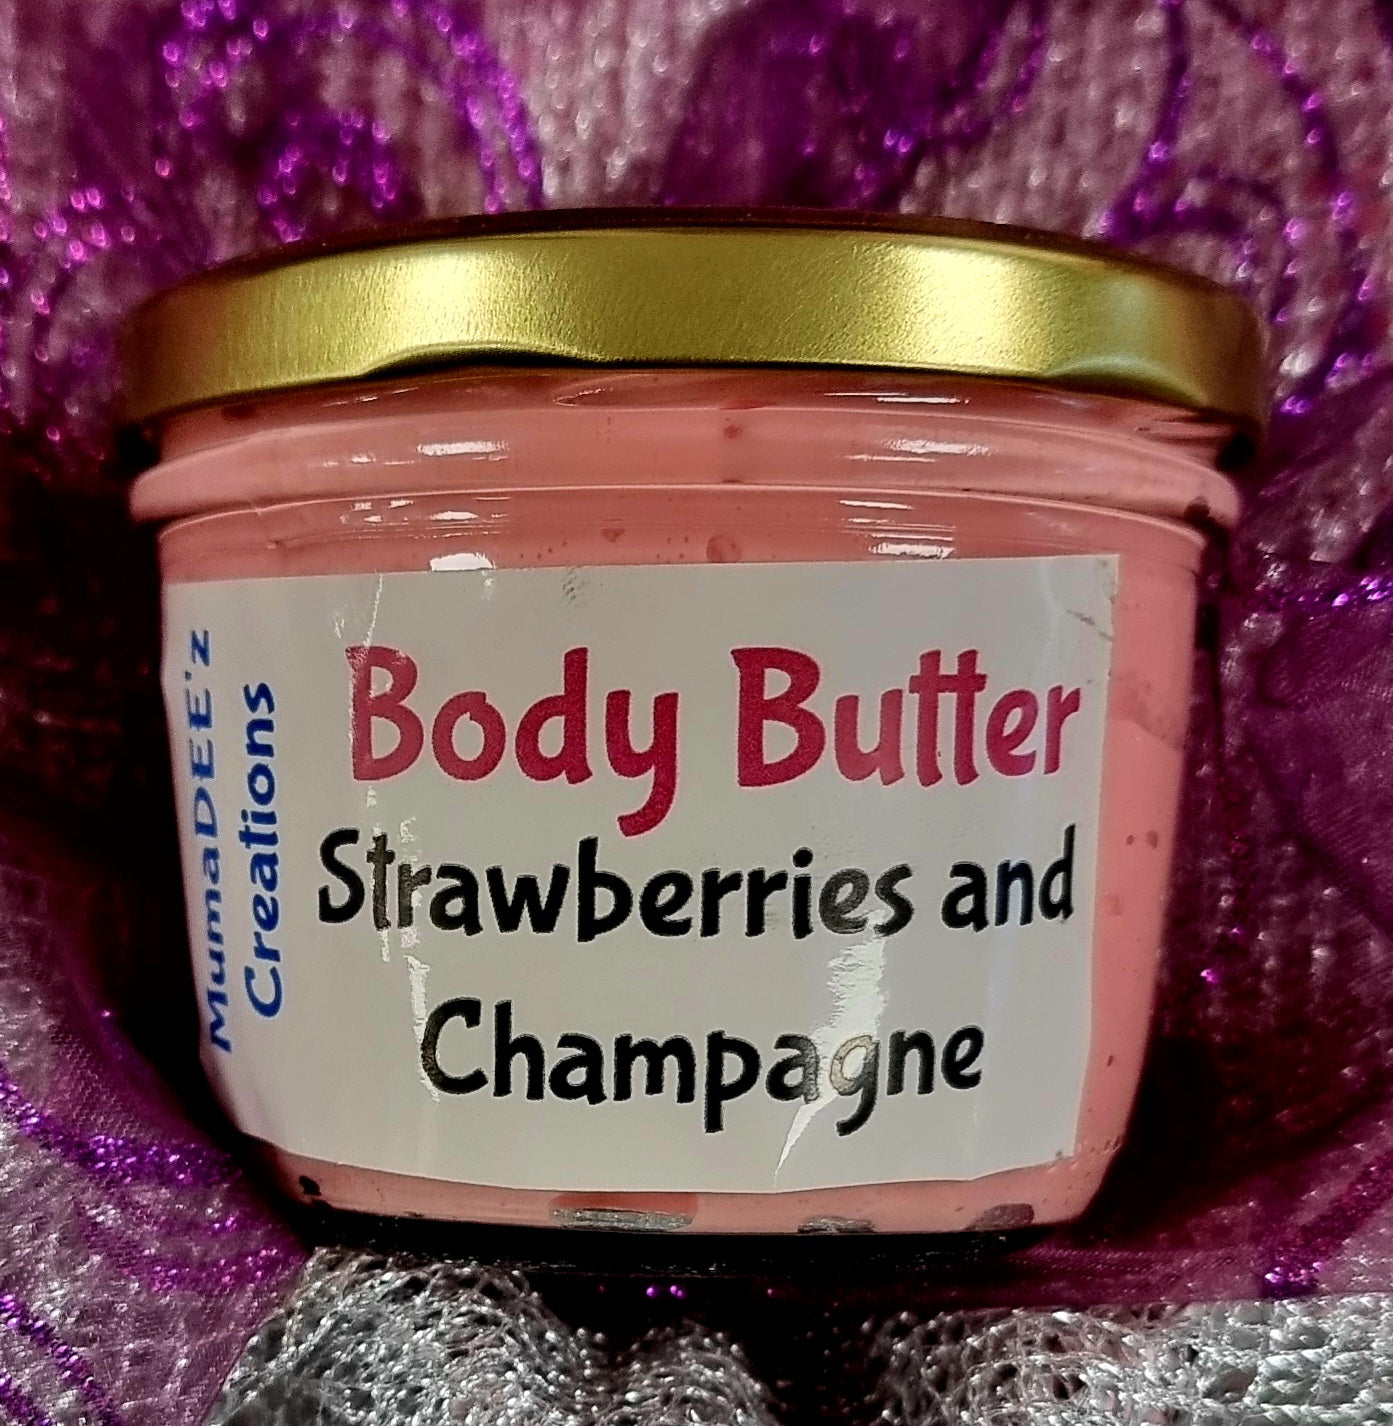 MumaDEE'z
Creations
Body Butter
Strawberries and
Champagne